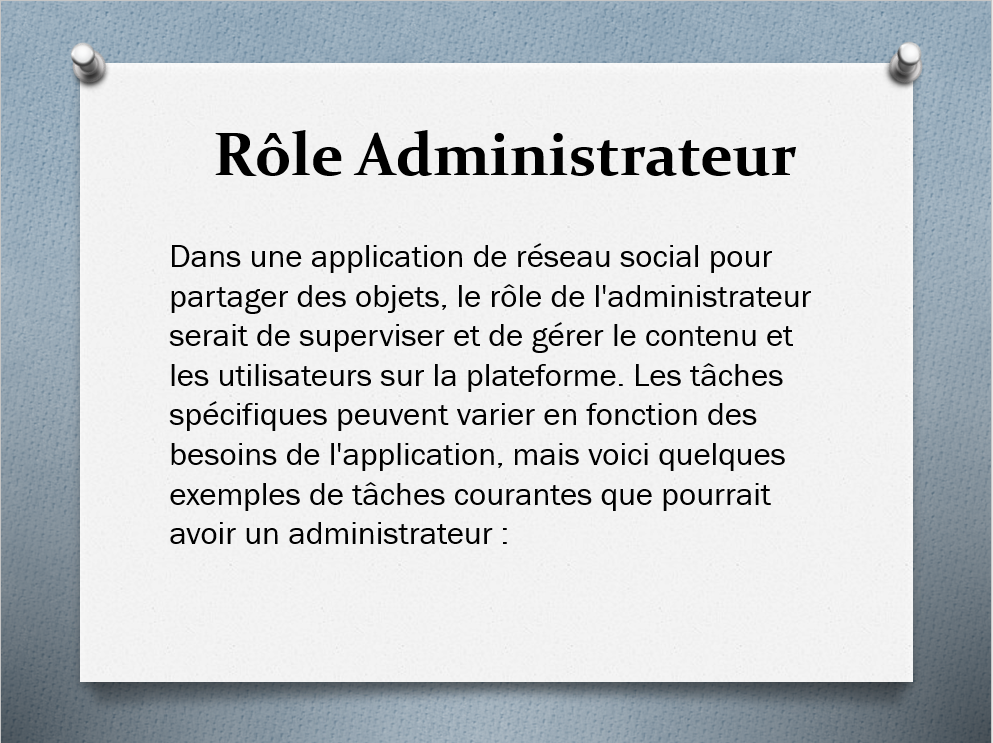 Rôle Administrateur
Dans une application de réseau social pour
partager des objets, le rôle de l'administrateur
serait de superviser et de gérer le contenu et
les utilisateurs sur la plateforme. Les tâches
spécifiques peuvent varier en fonction des
besoins de l'application, mais voici quelques
exemples de tâches courantes que pourrait
avoir un administrateur :